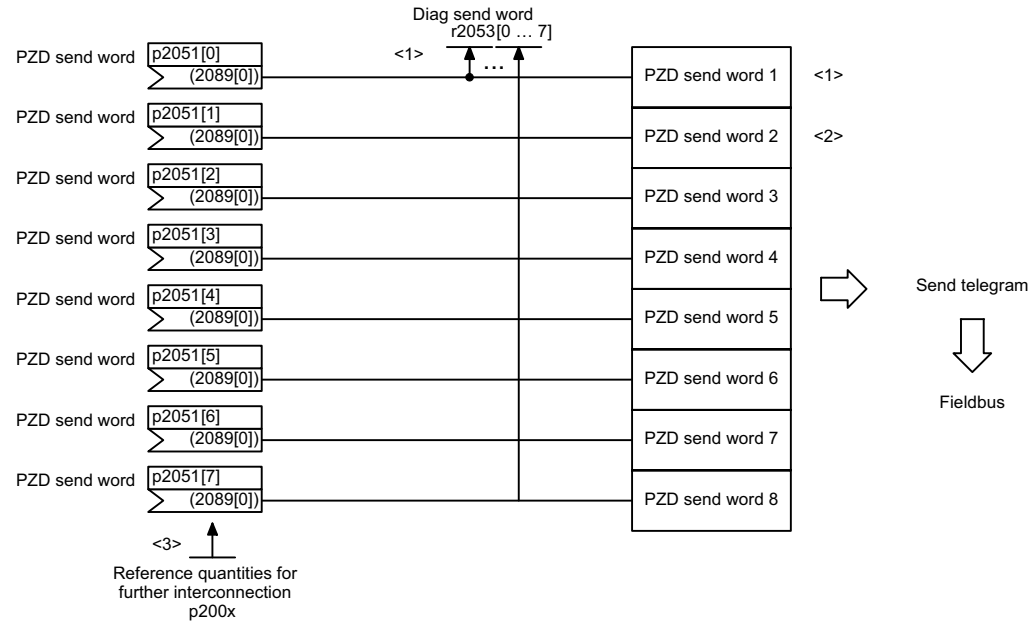 Diag send word
r2053[0 … 7]
<1>
...
PZD send word
p2051[0]
(2089[0])
PZD send word 1
<1>
PZD send word
p2051[1]
(2089[0])
PZD send word 2
<2>
PZD send word
p2051[2]
(2089[0])
PZD send word 3
PZD send word
p2051[3]
(2089[0])
PZD send word 4
PZD send word
p2051[4]
(2089[0])
PZD send word 5
PZD send word
p2051[5]
(2089[0])
PZD send word 6
PZD send word
p2051[6]
(2089[0])
PZD send word 7
PZD send word
p2051[7]
(2089[0])
PZD send word 8
Send telegram
Fieldbus
<3>
Reference quantities for
further interconnection
p200x